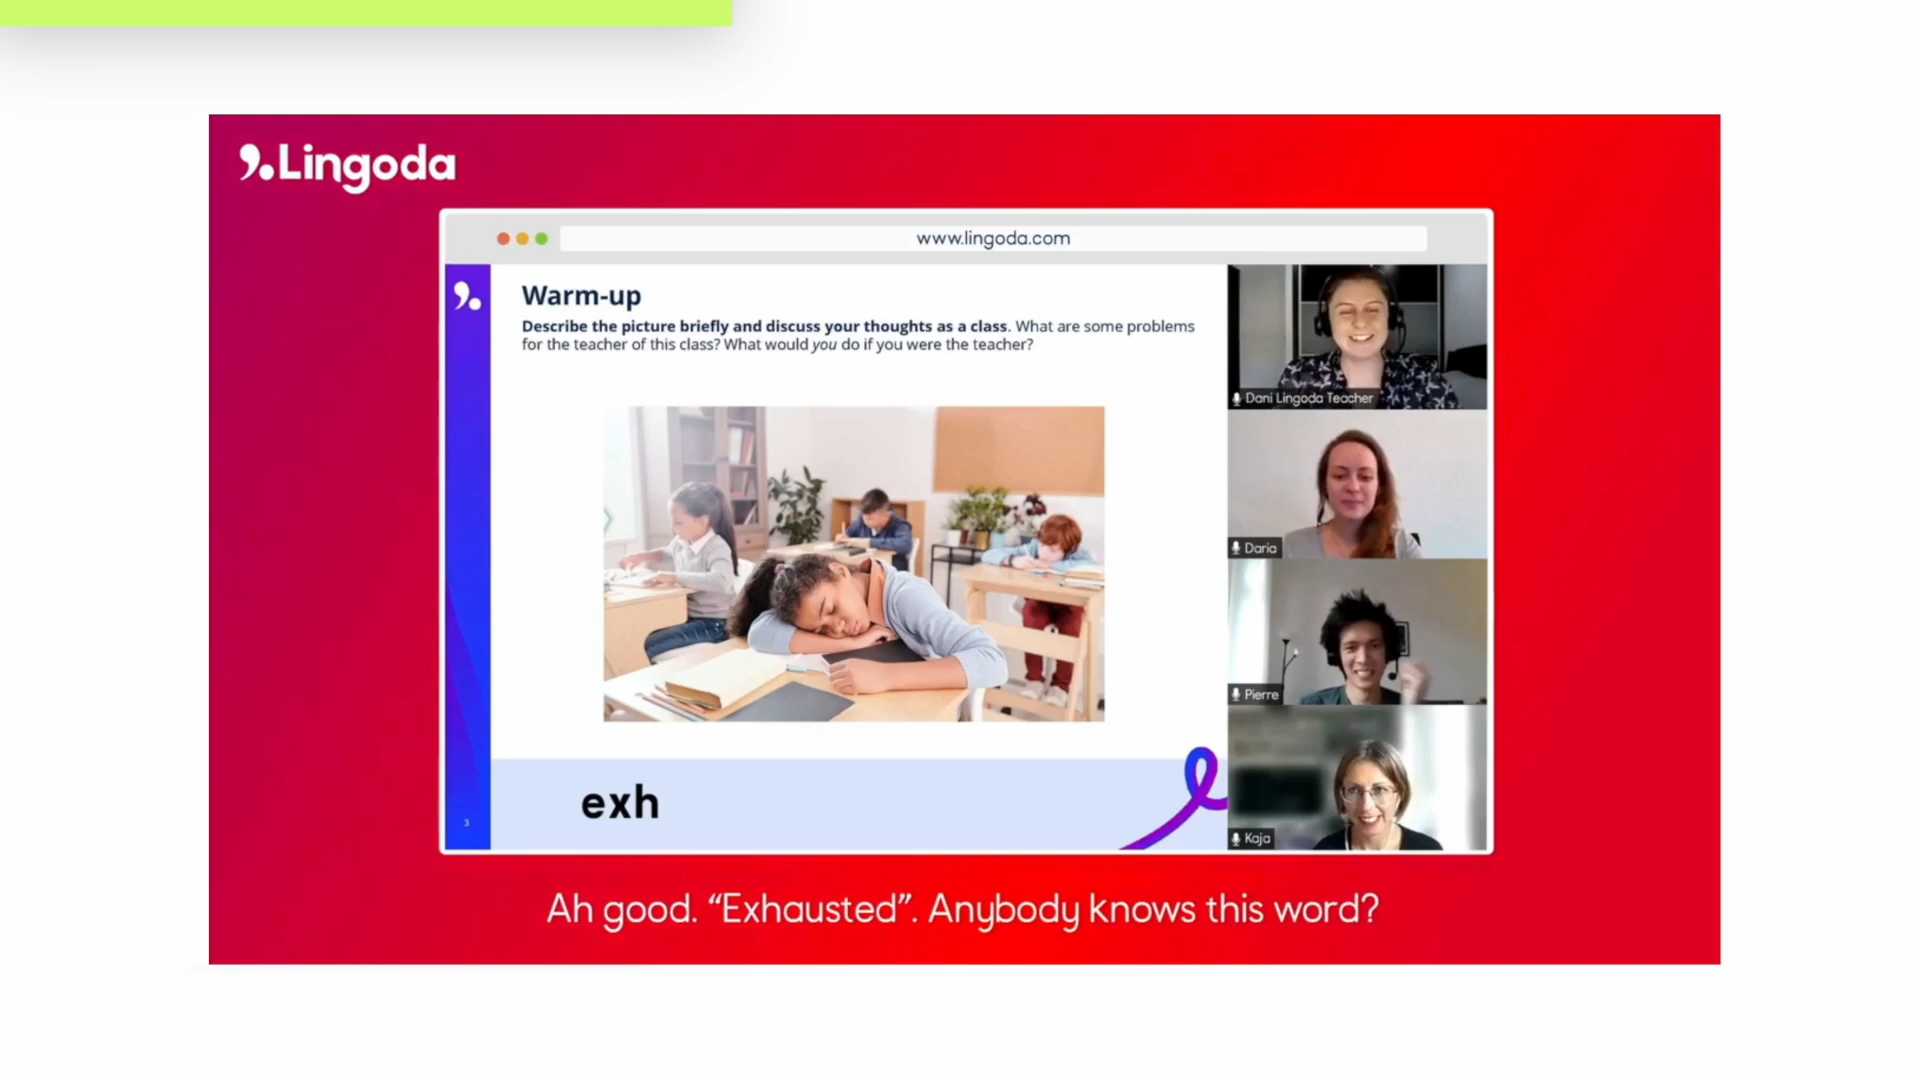 Lingoda
www.lingoda.com
Warm-up
Describe the picture briefly and discuss your thoughts as a class. What are some problems
for the teacher of this class? What would you do if you were the teacher?
Dani Lingoda Teacher
Daria
Pierre
exh
3
Kaja
Ah good. “Exhausted”. Anybody knows this word?